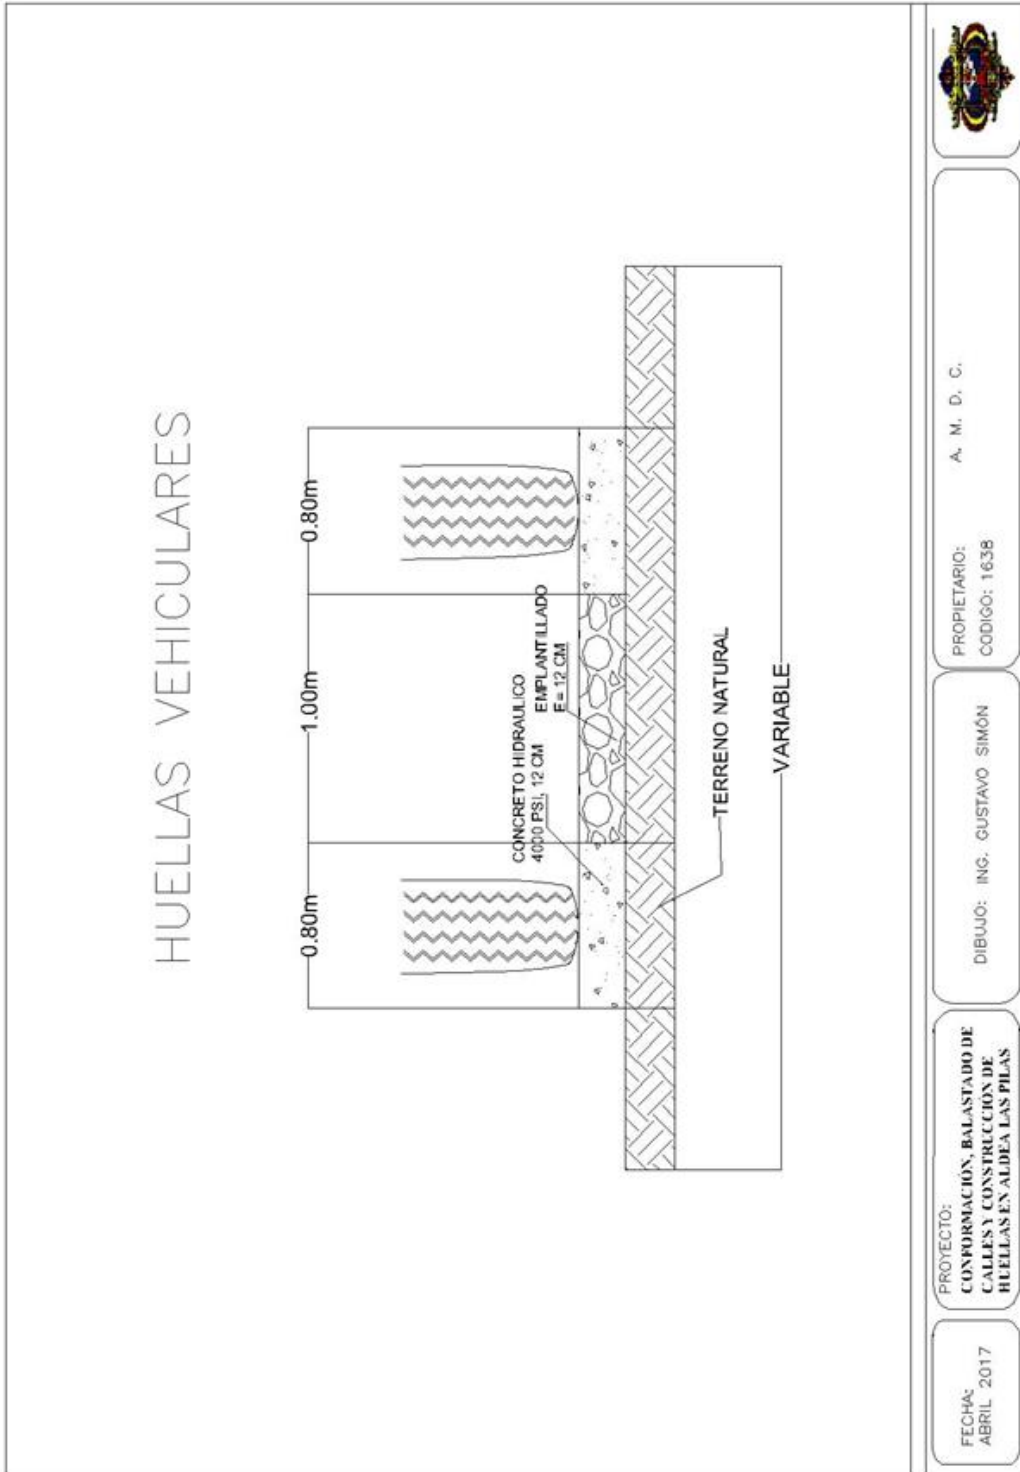 HUELLAS VEHICULARES
0.80m
1.00m
0.80m
CONCRETO HIDRAULICO
4000 PSI, 12 CM
EMPLANTILLADO
E = 12 CM
TERRENO NATURAL
VARIABLE
FECHA:
ABRIL 2017
PROYECTO:
CONFORMACIÓN, BALASTADO DE
CALLES Y CONSTRUCCIÓN DE
HUELLAS EN ALDEA LAS PILAS
DIBUJO: ING. GUSTAVO SIMÓN
PROPIETARIO: A. M. D. C.
CODIGO: 1638